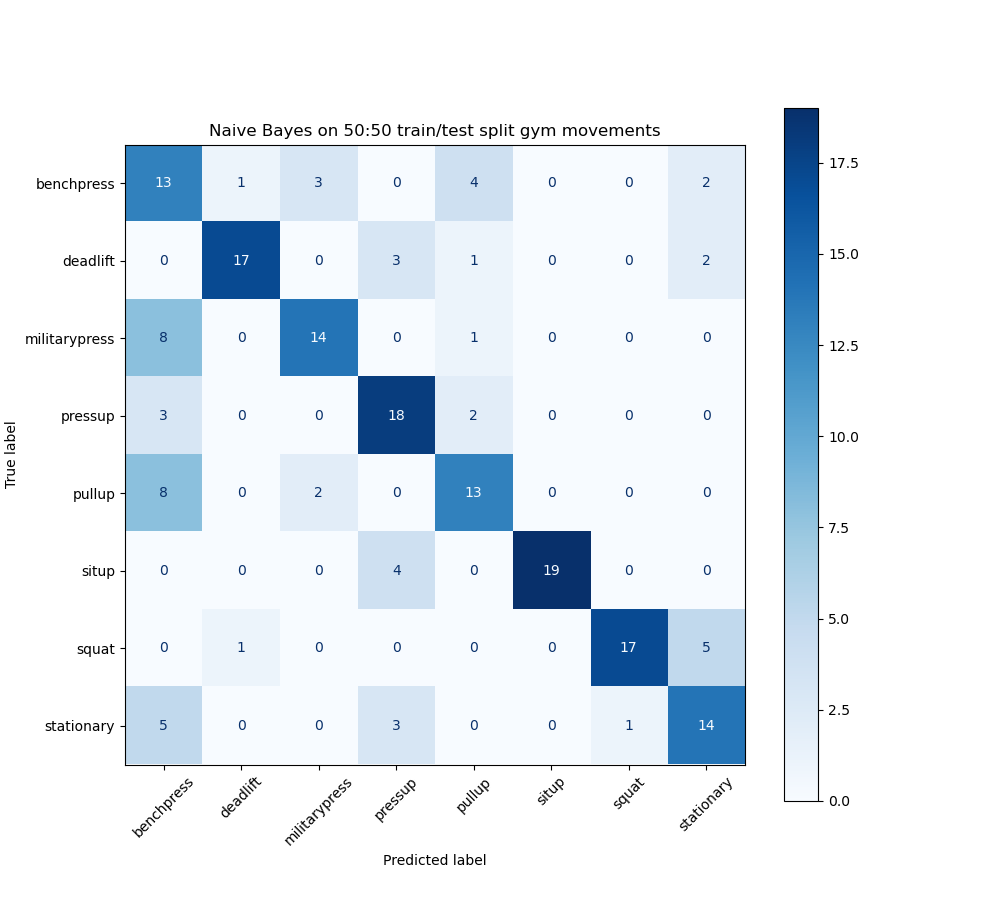 Naive Bayes on 50:50 train/test split gym movements
benchpress 13 1 3 0 4 0 0 2
deadlift 0 17 0 3 1 0 0 2
militarypress 8 0 14 0 1 0 0 0
pressup 3 0 0 18 2 0 0 0
pullup 8 0 2 0 13 0 0 0
situp 0 0 0 4 0 19 0 0
squat 0 1 0 0 0 0 17 5
stationary 5 0 0 3 0 0 1 14
True label
benchpress deadlift militarypress pressup pullup situp squat stationary
Predicted label
17.5
15.0
12.5
10.0
7.5
5.0
2.5
0.0